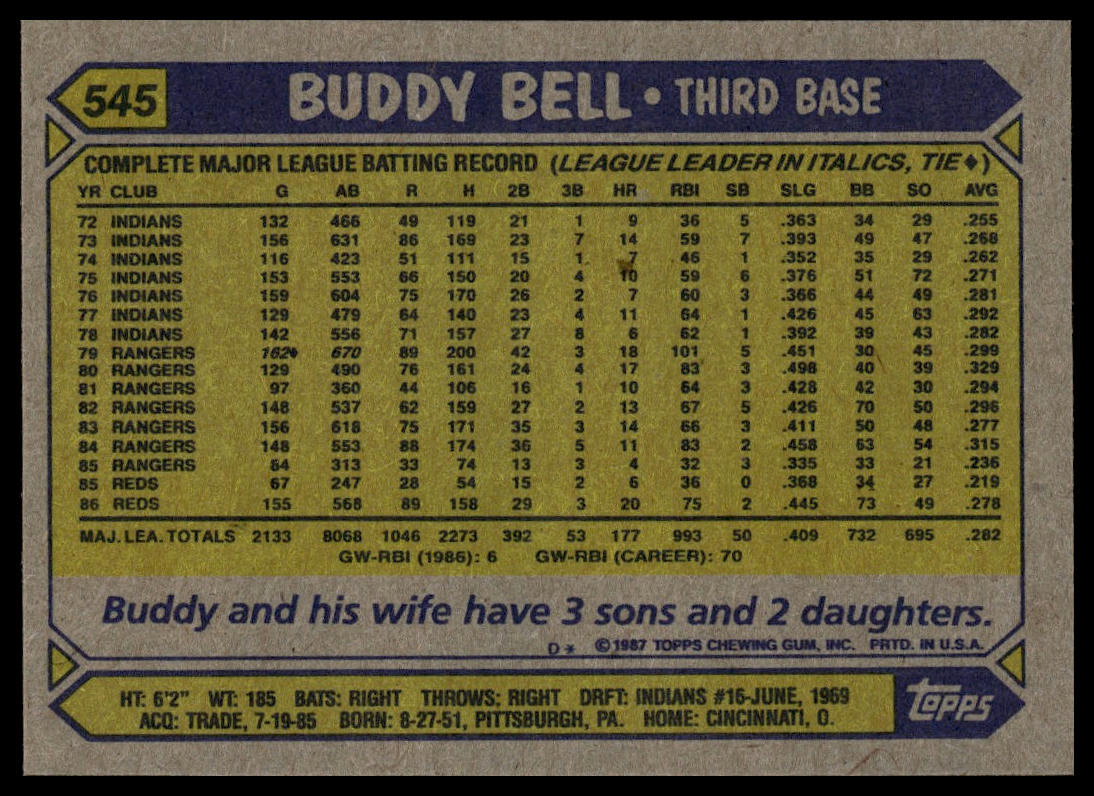 545
BUDDY BELL • THIRD BASE
COMPLETE MAJOR LEAGUE BATTING RECORD (LEAGUE LEADER IN ITALICS, TIE♦)
YR CLUB G AB R H 2B 3B HR RBI SB SLG BB SO AVG
72 INDIANS 132 466 49 119 21 1 9 36 5 .363 34 29 .255
73 INDIANS 156 631 86 169 23 7 14 59 7 .393 49 47 .268
74 INDIANS 116 423 51 111 15 1 7 46 1 .352 35 29 .262
75 INDIANS 153 553 66 150 20 4 10 59 6 .376 51 72 .271
76 INDIANS 159 604 75 170 26 2 7 60 3 .366 44 49 .281
77 INDIANS 129 479 64 140 23 4 11 64 1 .426 45 63 .292
78 INDIANS 142 556 71 157 27 8 6 62 1 .392 39 43 .282
79 RANGERS 162♦ 670 89 200 42 3 18 101 5 .451 30 45 .299
80 RANGERS 129 490 76 161 24 4 17 83 3 .498 40 39 .329
81 RANGERS 97 360 44 106 16 1 10 64 3 .428 42 30 .294
82 RANGERS 148 537 62 159 27 2 13 67 5 .426 70 50 .296
83 RANGERS 156 618 75 171 35 3 14 66 3 .411 50 48 .277
84 RANGERS 148 553 88 174 36 5 11 83 2 .458 63 54 .315
85 RANGERS 84 313 33 74 13 3 4 32 3 .335 33 21 .236
85 REDS 67 247 28 54 15 2 6 36 0 .368 34 27 .219
86 REDS 155 568 89 158 29 3 20 75 2 .445 73 49 .278
MAJ. LEA. TOTALS 2133 8068 1046 2273 392 53 177 993 50 .409 732 695 .282
GW-RBI (1986): 6 GW-RBI (CAREER): 70
Buddy and his wife have 3 sons and 2 daughters.
D* ©1987 TOPPS CHEWING GUM, INC. PRTD. IN U.S.A.
HT: 6'2" WT: 185 BATS: RIGHT THROWS: RIGHT DRFT: INDIANS #16-JUNE, 1969
ACQ: TRADE, 7-19-85 BORN: 8-27-51, PITTSBURGH, PA. HOME: CINCINNATI, O.
topps